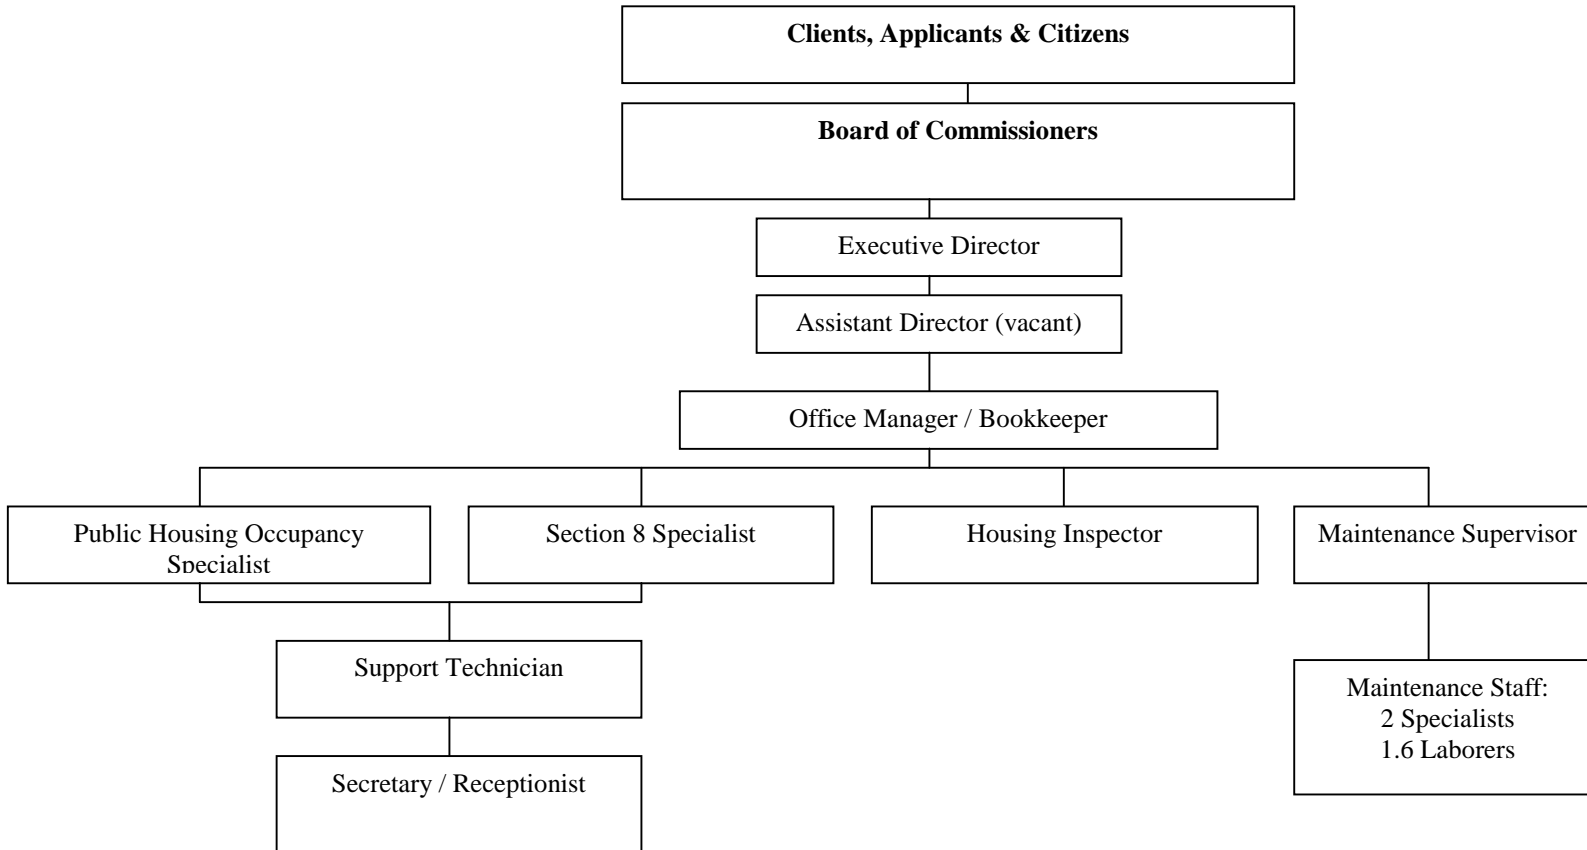 Clients, Applicants & Citizens
Board of Commissioners
Executive Director
Assistant Director (vacant)
Office Manager / Bookkeeper
Public Housing Occupancy
Specialist
Section 8 Specialist
Housing Inspector
Maintenance Supervisor
Support Technician
Maintenance Staff:
2 Specialists
1.6 Laborers
Secretary / Receptionist